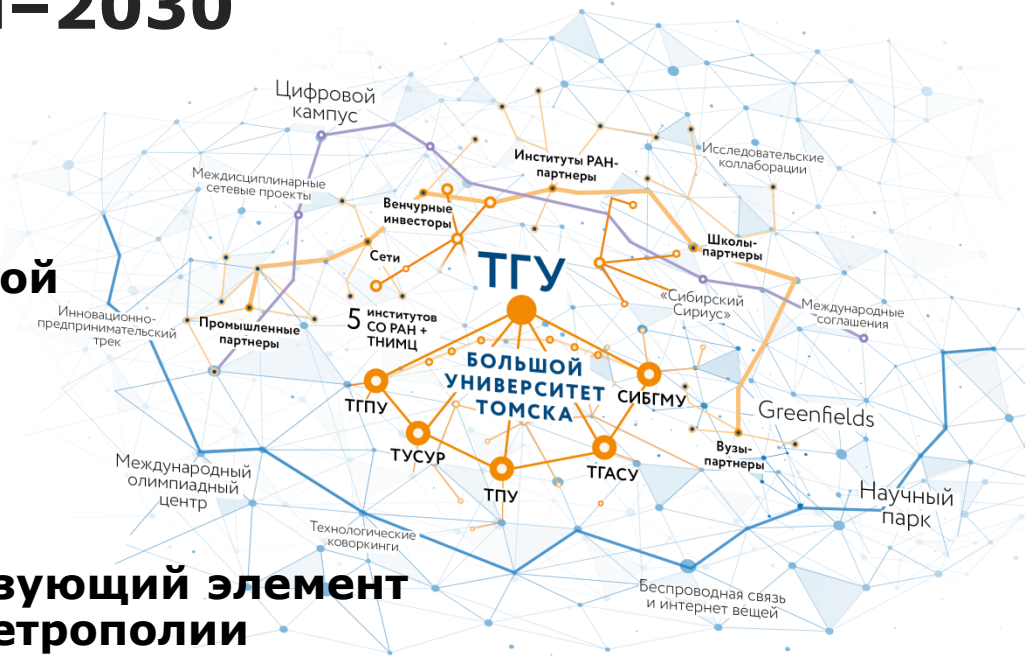 –2030
Цифровой
кампус
Институты РАН-
партнеры
Исследовательские
коллаборации
Междисциплинарные
сетевые проекты
Венчурные
инвесторы
Школы-
партнеры
Сети
ТГУ
ой
«Сибирский
Сириус»
Международные
соглашения
Инновационно-
предпринимательский
трек
Промышленные
партнеры
5 институтов
СО РАН +
ТНИМЦ
БОЛЬШОЙ
УНИВЕРСИТЕТ
ТОМСКА
ТГПУ
СИБГМУ
Greenfields
ТУСУР
ТГАСУ
Вузы-
партнеры
ТПУ
Международный
олимпиадный
центр
Научный
парк
Технологические
коворкинги
зующий элемент
етрополии
Беспроводная связь
и интернет вещей